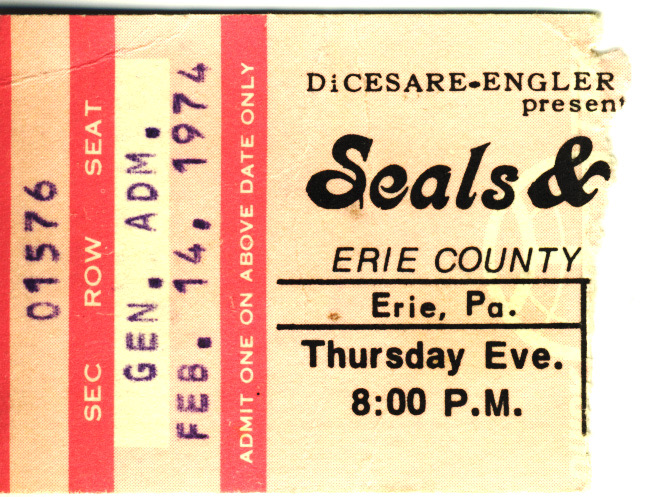 01576
SEC ROW SEAT
GEN. ADM.
FEB. 14, 1974
ADMIT ONE ON ABOVE DATE ONLY
DiCESARE-ENGLER
present
Seals &
ERIE COUNTY
Erie, Pa.
Thursday Eve.
8:00 P.M.